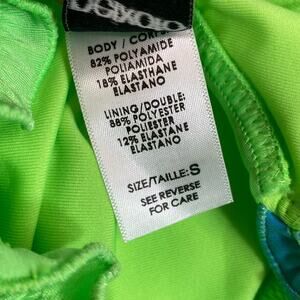 BODY / CORPS
82% POLYAMIDE
POLIAMIDA
18% ELASTHANE
ELASTANO
LINING/DOUBLE:
88% POLYESTER
POLIESTER
12% ELASTANE
ELASTANO
SIZE/TAILLE:S
SEE REVERSE
FOR CARE